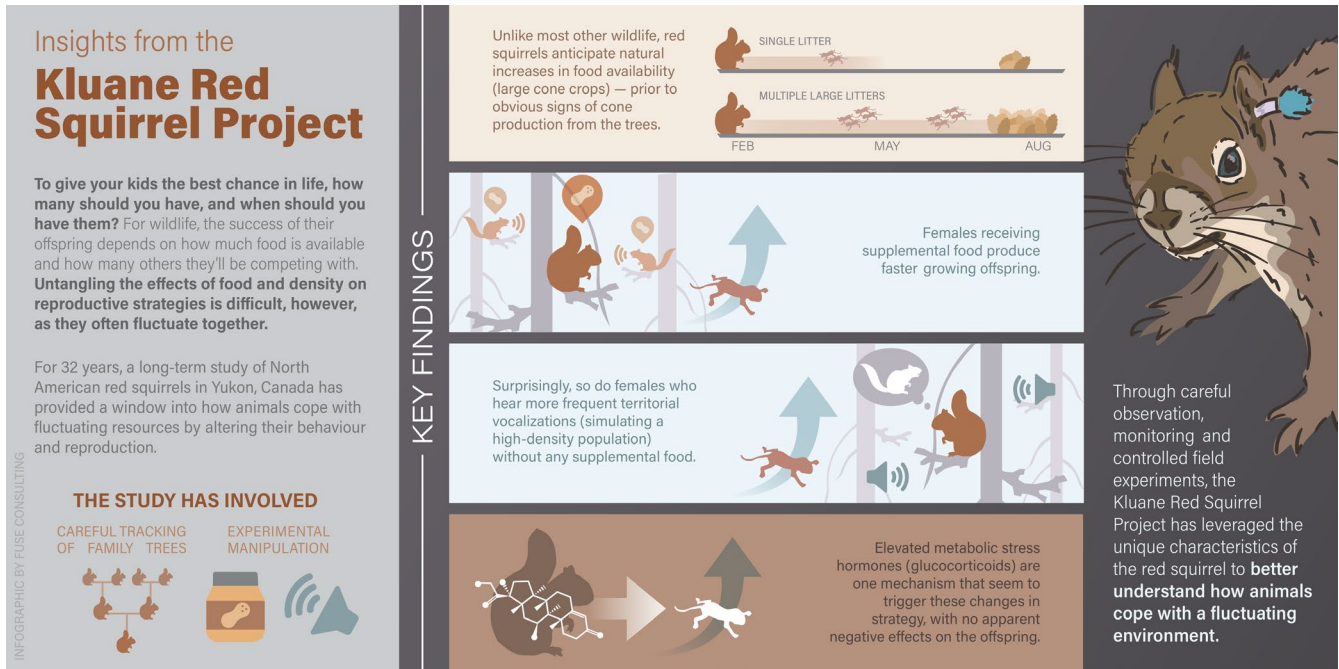 Insights from the
Kluane Red
Squirrel Project
To give your kids the best chance in life, how
many should you have, and when should you
have them? For wildlife, the success of their
offspring depends on how much food is available
and how many others they'll be competing with.
Untangling the effects of food and density on
reproductive strategies is difficult, however,
as they often fluctuate together.
For 32 years, a long-term study of North
American red squirrels in Yukon, Canada has
provided a window into how animals cope with
fluctuating resources by altering their behaviour
and reproduction.
THE STUDY HAS INVOLVED
CAREFUL TRACKING
OF FAMILY TREES
EXPERIMENTAL
MANIPULATION
INFOGRAPHIC BY FUSE CONSULTING
KEY FINDINGS
Unlike most other wildlife, red
squirrels anticipate natural
increases in food availability
(large cone crops) — prior to
obvious signs of cone
production from the trees.
SINGLE LITTER
MULTIPLE LARGE LITTERS
FEB MAY AUG
Females receiving
supplemental food produce
faster growing offspring.
Surprisingly, so do females who
hear more frequent territorial
vocalizations (simulating a
high-density population)
without any supplemental food.
Elevated metabolic stress
hormones (glucocorticoids) are
one mechanism that seem to
trigger these changes in
strategy, with no apparent
negative effects on the offspring.
Through careful
observation,
monitoring and
controlled field
experiments, the
Kluane Red Squirrel
Project has leveraged the
unique characteristics of
the red squirrel to better
understand how animals
cope with a fluctuating
environment.